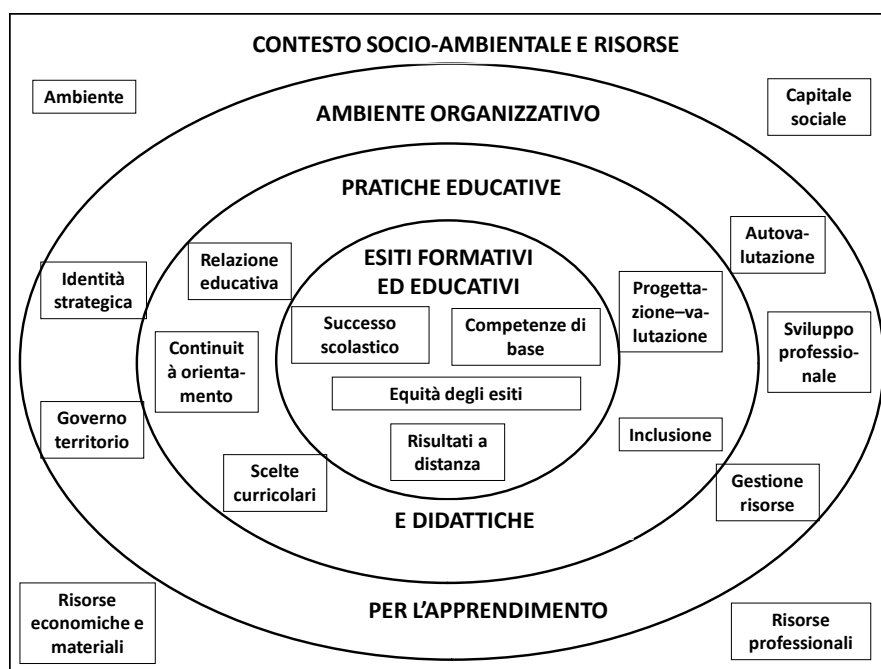 CONTESTO SOCIO-AMBIENTALE E RISORSE
Ambiente
Capitale
sociale
AMBIENTE ORGANIZZATIVO
PRATICHE EDUCATIVE
Autova-
lutazione
Relazione
educativa
ESITI FORMATIVI
ED EDUCATIVI
Identità
strategica
Progetta-
zione–va-
lutazione
Successo
scolastico
Competenze di
base
Sviluppo
professio-
nale
Continuit
à orienta-
mento
Equità degli esiti
Governo
territorio
Risultati a
distanza
Inclusione
Scelte
curricolari
Gestione
risorse
E DIDATTICHE
Risorse
economiche e
materiali
PER L’APPRENDIMENTO
Risorse
professionali